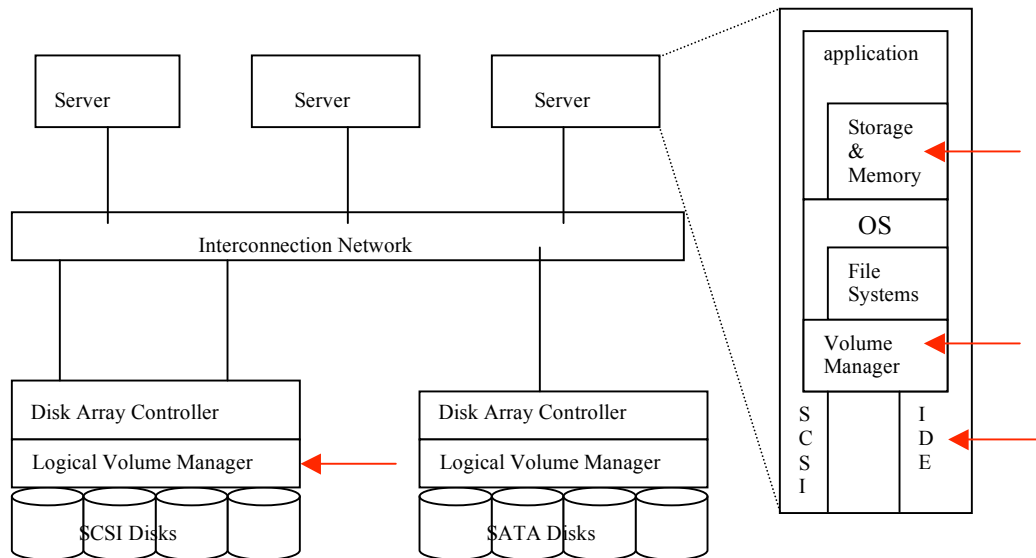 Server
Server
Server
Interconnection Network
Disk Array Controller
Logical Volume Manager
SCSI Disks
Disk Array Controller
Logical Volume Manager
SATA Disks
application
Storage
&
Memory
OS
File
Systems
Volume
Manager
S
C
S
I
I
D
E